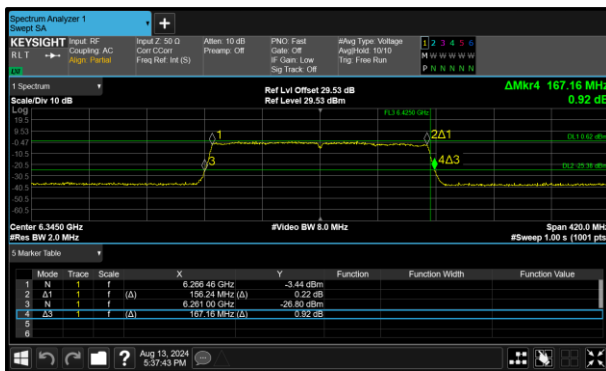 Spectrum Analyzer 1
Swept SA
KEYSIGHT Input: RF Input Z: 50 Ω Atten: 10 dB PNO: Fast #Avg Type: Voltage 1 2 3 4 5 6
RLT Coupling: AC Corr CCorr Preamp: Off Gate: Off Avg|Hold: 10/10 M W W W W W
Align: Partial Freq Ref: Int (S) IF Gain: Low Trig: Free Run
Sig Track: Off P N N N N N
1 Spectrum
Ref Lvl Offset 29.53 dB ΔMkr4 167.16 MHz
Scale/Div 10 dB Ref Level 29.53 dBm 0.92 dB
Log
FL3 6.4250 GHz
19.5
9.53
1 2Δ1 DL1 0.62 dBm
-0.47
-10.5
3 4Δ3
-20.5 DL2 -25.38 dBm
-30.5
-40.5
-50.5
-60.5
Center 6.3450 GHz #Video BW 8.0 MHz Span 420.0 MHz
#Res BW 2.0 MHz #Sweep 1.00 s (1001 pts)
5 Marker Table
Mode Trace Scale X Y Function Function Width Function Value
1 N 1 f 6.266 46 GHz -3.44 dBm
2 Δ1 1 f (Δ) 156.24 MHz (Δ) 0.22 dB
3 N 1 f 6.261 00 GHz -26.80 dBm
4 Δ3 1 f (Δ) 167.16 MHz (Δ) 0.92 dB
5
6
? Aug 13, 2024
5:37:43 PM